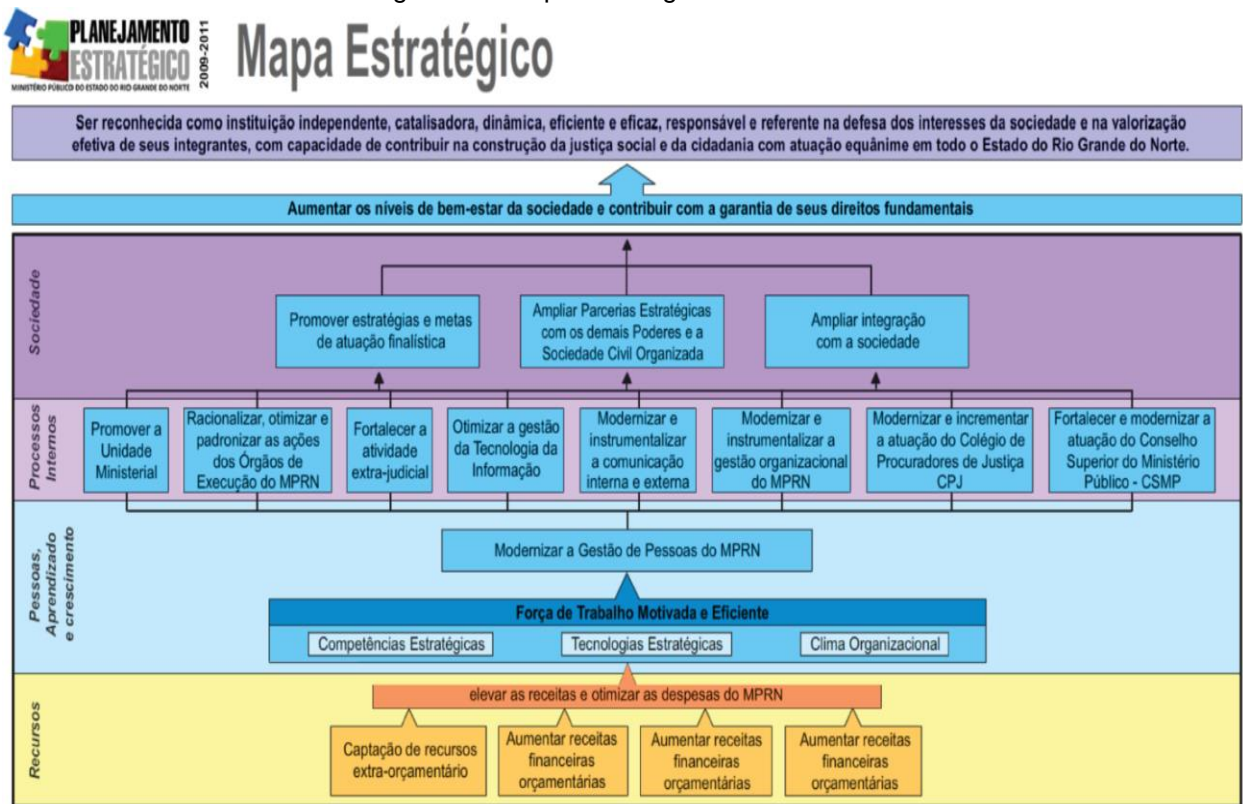 PLANEJAMENTO
ESTRATÉGICO
2009-2011
MINISTÉRIO PÚBLICO DO ESTADO DO RIO GRANDE DO NORTE
Mapa Estratégico
Ser reconhecida como instituição independente, catalisadora, dinâmica, eficiente e eficaz, responsável e referente na defesa dos interesses da sociedade e na valorização
efetiva de seus integrantes, com capacidade de contribuir na construção da justiça social e da cidadania com atuação equânime em todo o Estado do Rio Grande do Norte.
Aumentar os níveis de bem-estar da sociedade e contribuir com a garantia de seus direitos fundamentais
Sociedade
Promover estratégias e metas
de atuação finalística
Ampliar Parcerias Estratégicas
com os demais Poderes e a
Sociedade Civil Organizada
Ampliar integração
com a sociedade
Processos
Internos
Promover a
Unidade
Ministerial
Racionalizar, otimizar e
padronizar as ações
dos Órgãos de
Execução do MPRN
Fortalecer a
atividade
extra-judicial
Otimizar a gestão
da Tecnologia da
Informação
Modernizar e
instrumentalizar
a comunicação
interna e externa
Modernizar e
instrumentalizar a
gestão organizacional
do MPRN
Modernizar e incrementar
a atuação do Colégio de
Procuradores de Justiça
CPJ
Fortalecer e modernizar a
atuação do Conselho
Superior do Ministério
Público - CSMP
Pessoas,
Aprendizado
e crescimento
Modernizar a Gestão de Pessoas do MPRN
Força de Trabalho Motivada e Eficiente
Competências Estratégicas
Tecnologias Estratégicas
Clima Organizacional
Recursos
elevar as receitas e otimizar as despesas do MPRN
Captação de recursos
extra-orçamentário
Aumentar receitas
financeiras
orçamentárias
Aumentar receitas
financeiras
orçamentárias
Aumentar receitas
financeiras
orçamentárias